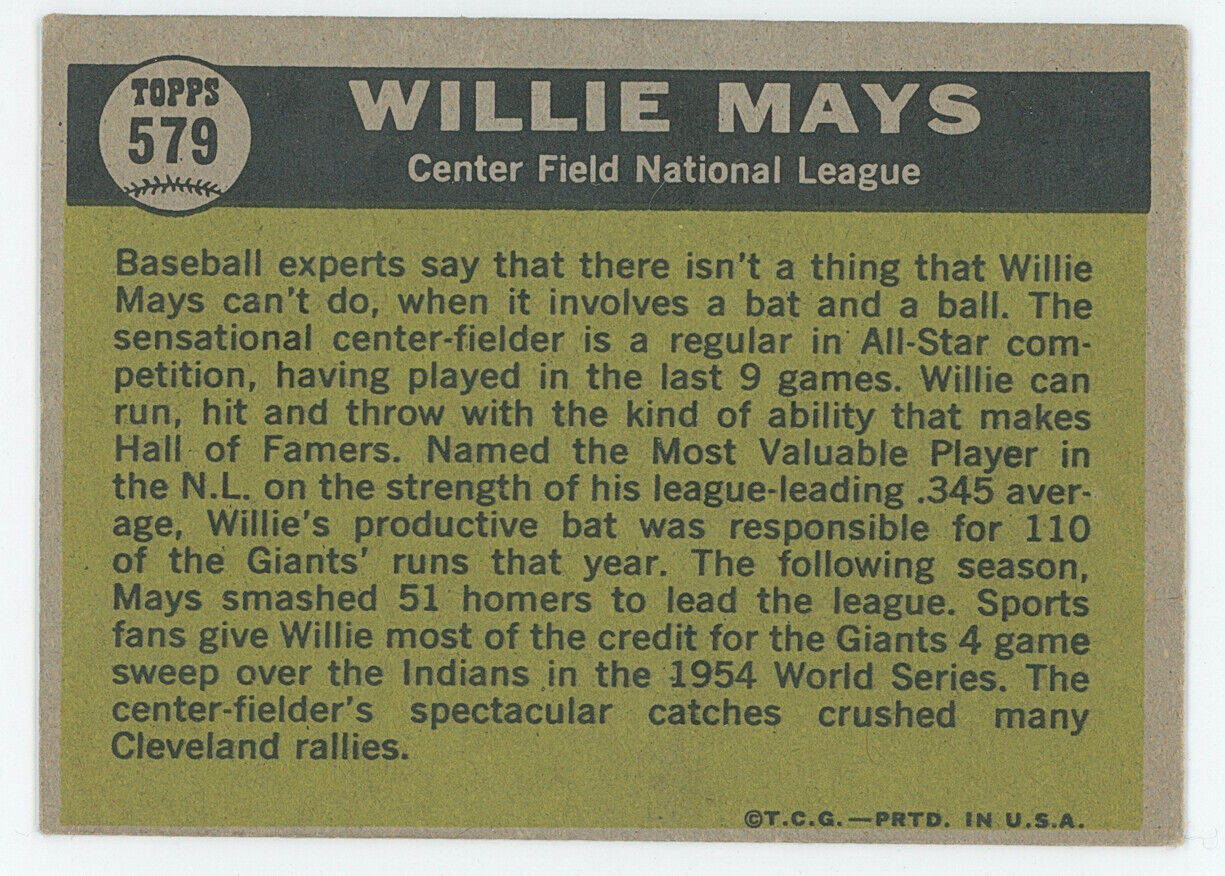 TOPPS
579
WILLIE MAYS
Center Field National League
Baseball experts say that there isn't a thing that Willie
Mays can't do, when it involves a bat and a ball. The
sensational center-fielder is a regular in All-Star com-
petition, having played in the last 9 games. Willie can
run, hit and throw with the kind of ability that makes
Hall of Famers. Named the Most Valuable Player in
the N.L. on the strength of his league-leading .345 aver-
age, Willie's productive bat was responsible for 110
of the Giants' runs that year. The following season,
Mays smashed 51 homers to lead the league. Sports
fans give Willie most of the credit for the Giants 4 game
sweep over the Indians in the 1954 World Series. The
center-fielder's spectacular catches crushed many
Cleveland rallies.
©T.C.G.—PRTD. IN U.S.A.